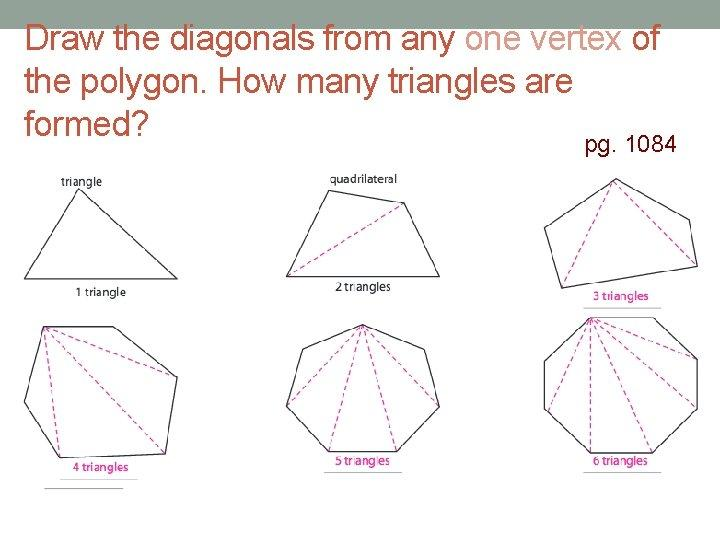 Draw the diagonals from any one vertex of
the polygon. How many triangles are
formed?
pg. 1084
triangle
quadrilateral
1 triangle
2 triangles
3 triangles
4 triangles
5 triangles
6 triangles